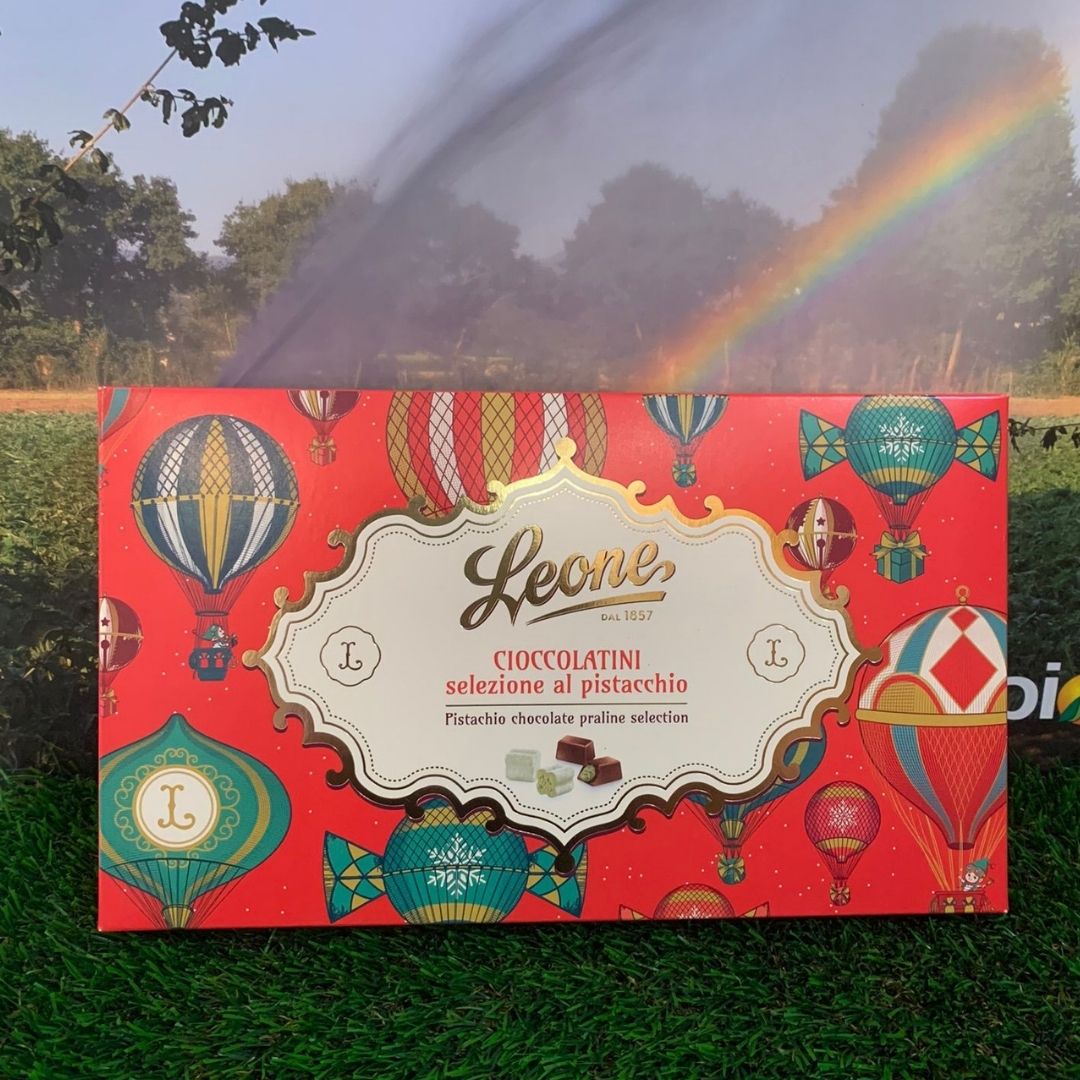 Leone
DAL 1857
L
L
CIOCCOLATINI
selezione al pistacchio
Pistachio chocolate praline selection
L